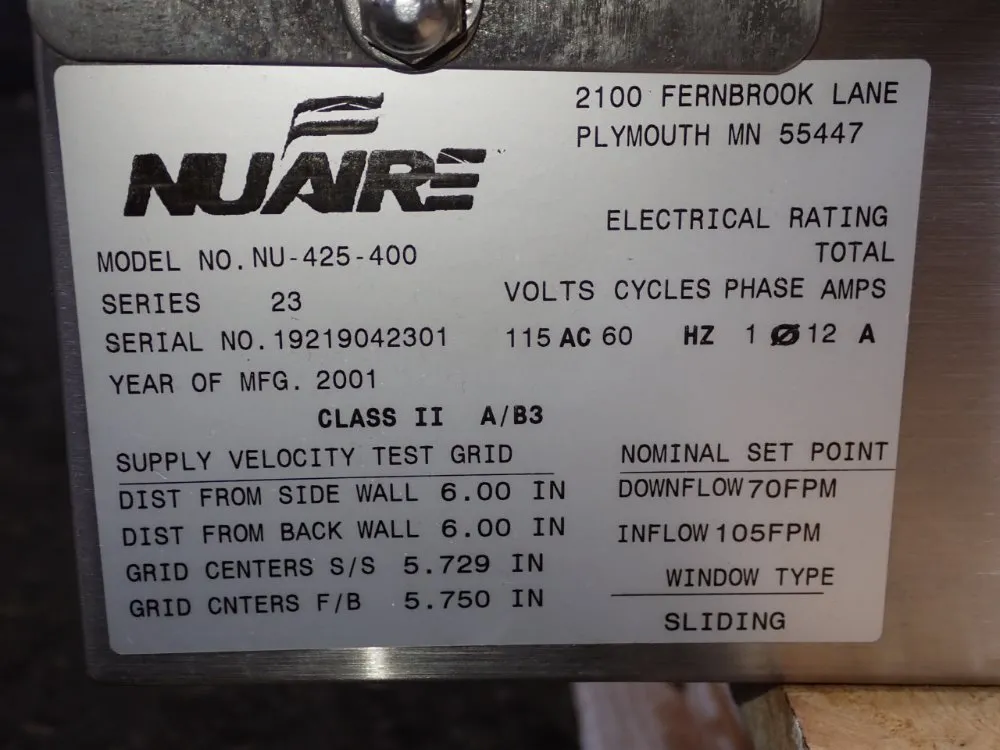 NUAIRE
2100 FERNBROOK LANE
PLYMOUTH MN 55447
ELECTRICAL RATING
TOTAL
VOLTS CYCLES PHASE AMPS
115 AC 60 HZ 1 Ø 12 A
MODEL NO. NU-425-400
SERIES 23
SERIAL NO. 19219042301
YEAR OF MFG. 2001
CLASS II A/B3
SUPPLY VELOCITY TEST GRID
DIST FROM SIDE WALL 6.00 IN
DIST FROM BACK WALL 6.00 IN
GRID CENTERS S/S 5.729 IN
GRID CNTERS F/B 5.750 IN
NOMINAL SET POINT
DOWNFLOW 70FPM
INFLOW 105FPM
WINDOW TYPE
SLIDING